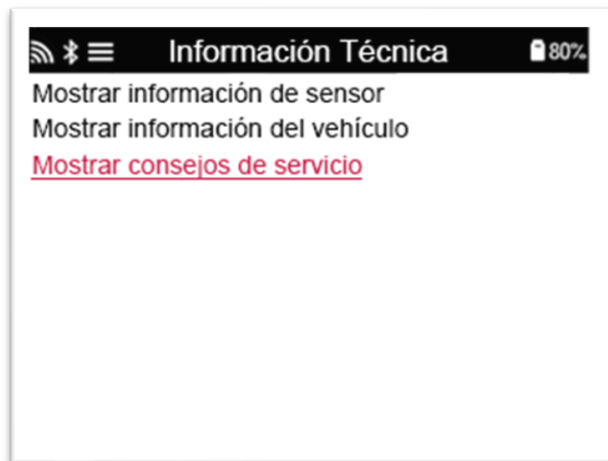 Información Técnica 80%
Mostrar información de sensor
Mostrar información del vehículo
Mostrar consejos de servicio